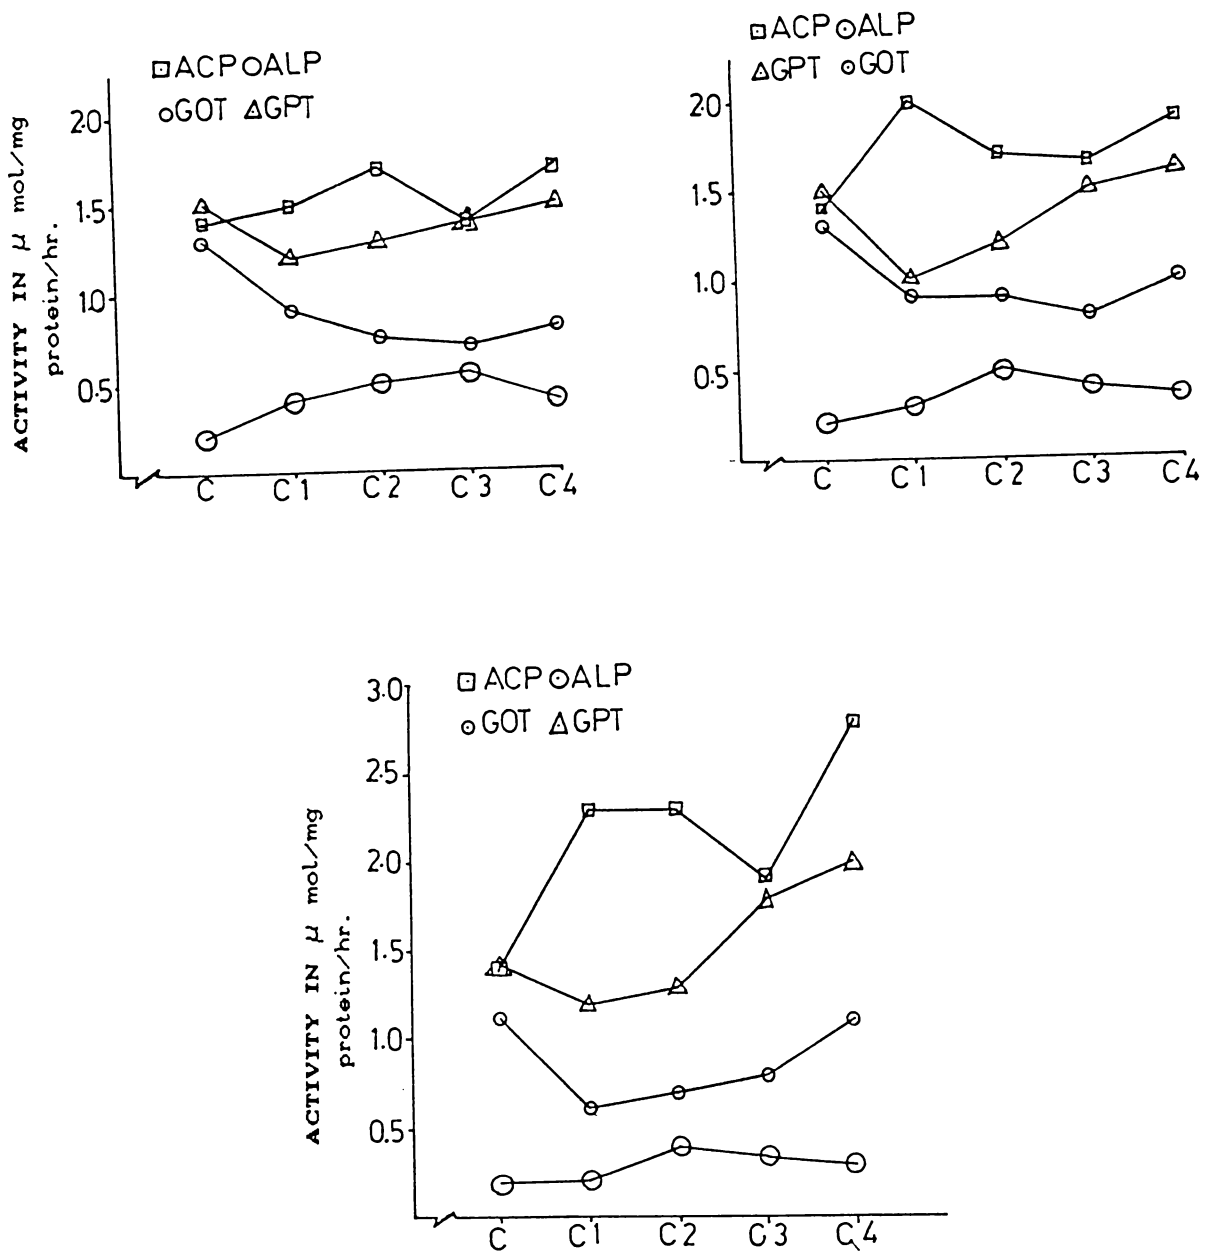 ACP ALP
GOT GPT
2.0
1.5
1.0
0.5
ACTIVITY IN μ mol/mg
protein/hr.
C C1 C2 C3 C4
ACP ALP
GPT GOT
2.0
1.5
1.0
0.5
C C1 C2 C3 C4
ACP ALP
GOT GPT
3.0
2.5
2.0
1.5
1.0
0.5
ACTIVITY IN μ mol/mg
protein/hr.
C C1 C2 C3 C4